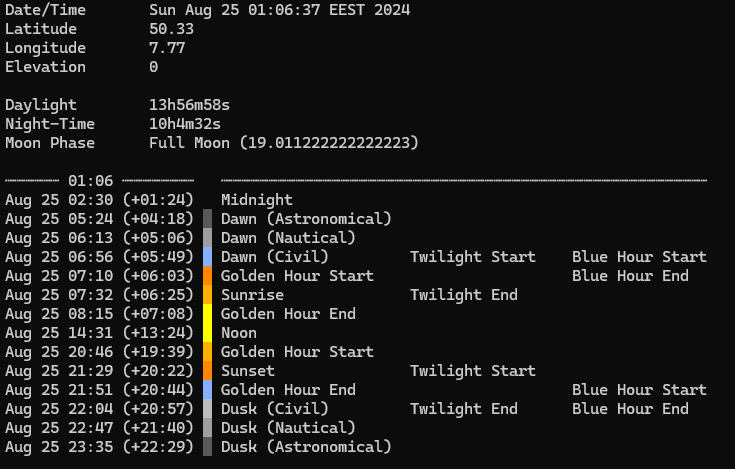 Date/Time Sun Aug 25 01:06:37 EEST 2024
Latitude 50.33
Longitude 7.77
Elevation 0
Daylight 13h56m58s
Night-Time 10h4m32s
Moon Phase Full Moon (19.011222222222223)
01:06
Aug 25 02:30 (+01:24) Midnight
Aug 25 05:24 (+04:18) Dawn (Astronomical)
Aug 25 06:13 (+05:06) Dawn (Nautical)
Aug 25 06:56 (+05:49) Dawn (Civil) Twilight Start Blue Hour Start
Aug 25 07:10 (+06:03) Golden Hour Start Blue Hour End
Aug 25 07:32 (+06:25) Sunrise Twilight End
Aug 25 08:15 (+07:08) Golden Hour End
Aug 25 14:31 (+13:24) Noon
Aug 25 20:46 (+19:39) Golden Hour Start
Aug 25 21:29 (+20:22) Sunset Twilight Start
Aug 25 21:51 (+20:44) Golden Hour End Blue Hour Start
Aug 25 22:04 (+20:57) Dusk (Civil) Twilight End Blue Hour End
Aug 25 22:47 (+21:40) Dusk (Nautical)
Aug 25 23:35 (+22:29) Dusk (Astronomical)